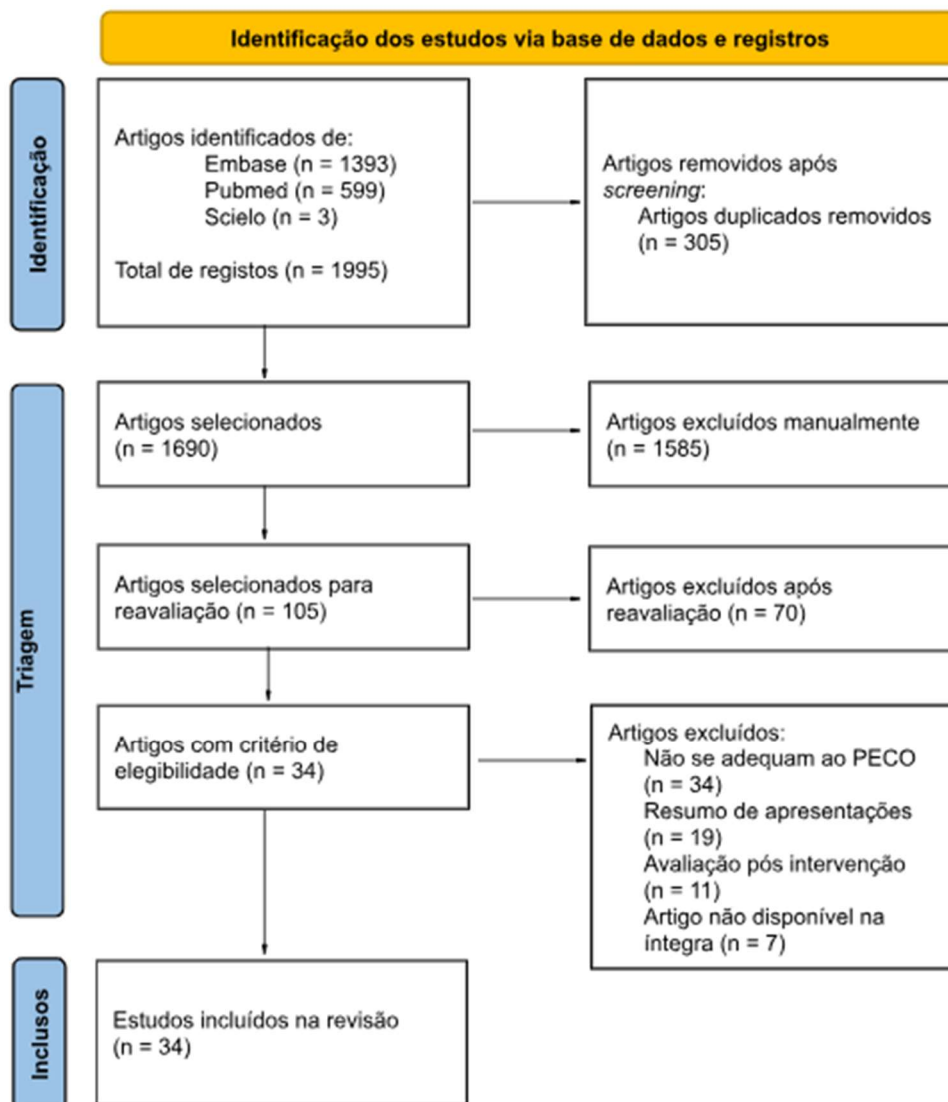 Identificação dos estudos via base de dados e registros
Identificação
Artigos identificados de:
Embase (n = 1393)
Pubmed (n = 599)
Scielo (n = 3)
Total de registos (n = 1995)
Artigos removidos após
screening:
Artigos duplicados removidos
(n = 305)
Triagem
Artigos selecionados
(n = 1690)
Artigos excluídos manualmente
(n = 1585)
Artigos selecionados para
reavaliação (n = 105)
Artigos excluídos após
reavaliação (n = 70)
Artigos com critério de
elegibilidade (n = 34)
Artigos excluídos:
Não se adequam ao PECO
(n = 34)
Resumo de apresentações
(n = 19)
Avaliação pós intervenção
(n = 11)
Artigo não disponível na
íntegra (n = 7)
Inclusos
Estudos incluídos na revisão
(n = 34)